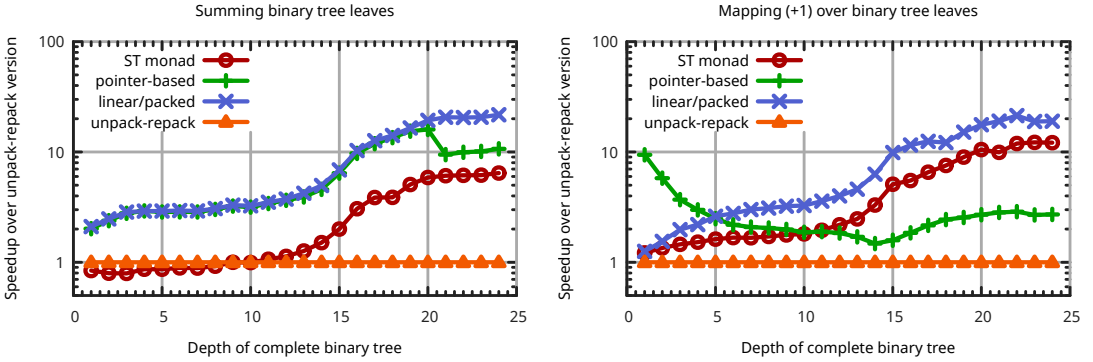 Summing binary tree leaves
Speedup over unpack-repack version
100
10
1
ST monad
pointer-based
linear/packed
unpack-repack
0 5 10 15 20 25
Depth of complete binary tree
Mapping (+1) over binary tree leaves
Speedup over unpack-repack version
100
10
1
ST monad
pointer-based
linear/packed
unpack-repack
0 5 10 15 20 25
Depth of complete binary tree